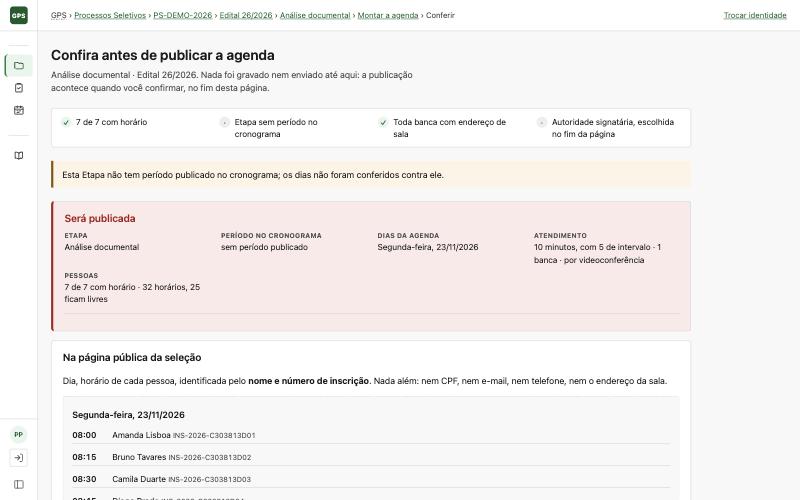 GPS
GPS › Processos Seletivos › PS-DEMO-2026 › Edital 26/2026 › Análise documental › Montar a agenda › Conferir
Trocar identidade
Confira antes de publicar a agenda
Análise documental · Edital 26/2026. Nada foi gravado nem enviado até aqui: a publicação
acontece quando você confirmar, no fim desta página.
7 de 7 com horário
Etapa sem período no
cronograma
Toda banca com endereço de
sala
Autoridade signatária, escolhida
no fim da página
Esta Etapa não tem período publicado no cronograma; os dias não foram conferidos contra ele.
Será publicada
ETAPA
Análise documental
PERÍODO NO CRONOGRAMA
sem período publicado
DIAS DA AGENDA
Segunda-feira, 23/11/2026
ATENDIMENTO
10 minutos, com 5 de intervalo · 1
banca · por videoconferência
PESSOAS
7 de 7 com horário · 32 horários, 25
ficam livres
Na página pública da seleção
Dia, horário de cada pessoa, identificada pelo nome e número de inscrição. Nada além: nem CPF, nem e-mail, nem telefone, nem o endereço da sala.
Segunda-feira, 23/11/2026
08:00 Amanda Lisboa INS-2026-C303813D01
08:15 Bruno Tavares INS-2026-C303813D02
08:30 Camila Duarte INS-2026-C303813D03
PP